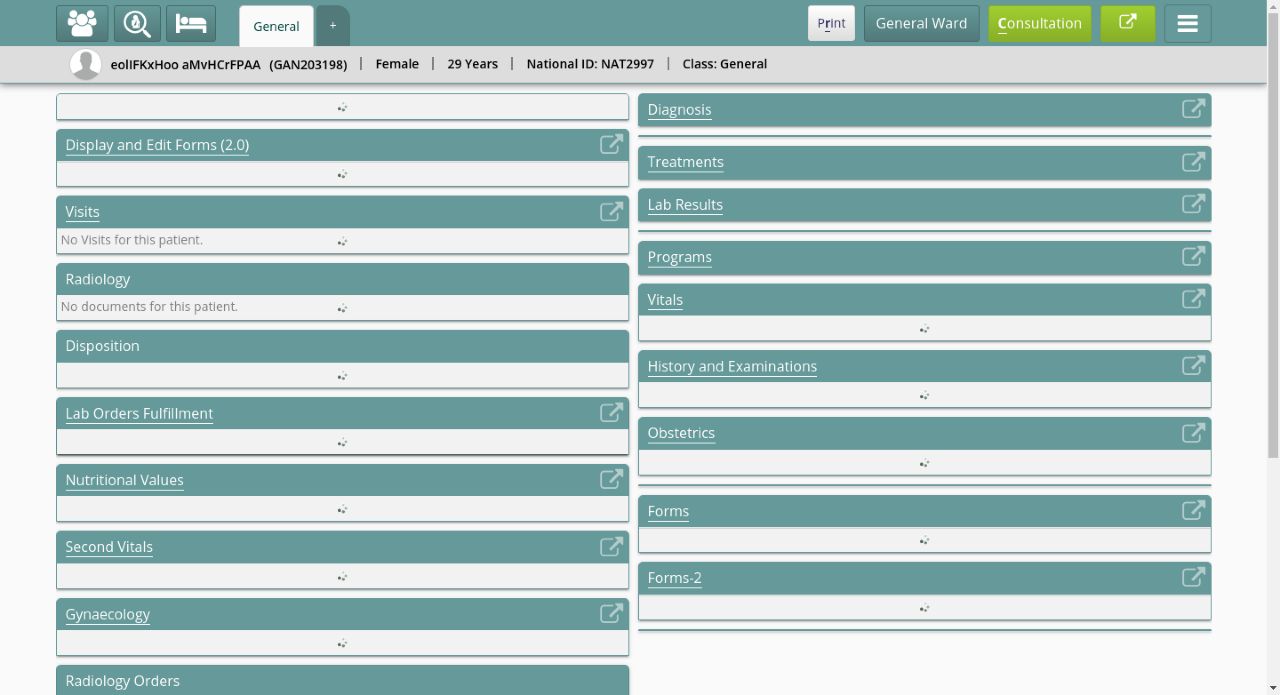 General
+
Print
General Ward
Consultation
eolIFKxHoo aMvHCrFPAA (GAN203198) | Female | 29 Years | National ID: NAT2997 | Class: General
Display and Edit Forms (2.0)
Visits
No Visits for this patient.
Radiology
No documents for this patient.
Disposition
Lab Orders Fulfillment
Nutritional Values
Second Vitals
Gynaecology
Radiology Orders
Diagnosis
Treatments
Lab Results
Programs
Vitals
History and Examinations
Obstetrics
Forms
Forms-2